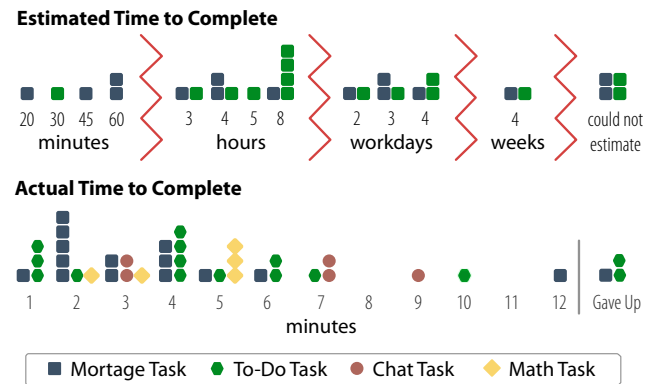 Estimated Time to Complete
20 30 45 60 3 4 5 8 2 3 4 4 could not
minutes hours workdays weeks estimate
Actual Time to Complete
1 2 3 4 5 6 7 8 9 10 11 12 Gave Up
minutes
Mortage Task To-Do Task Chat Task Math Task